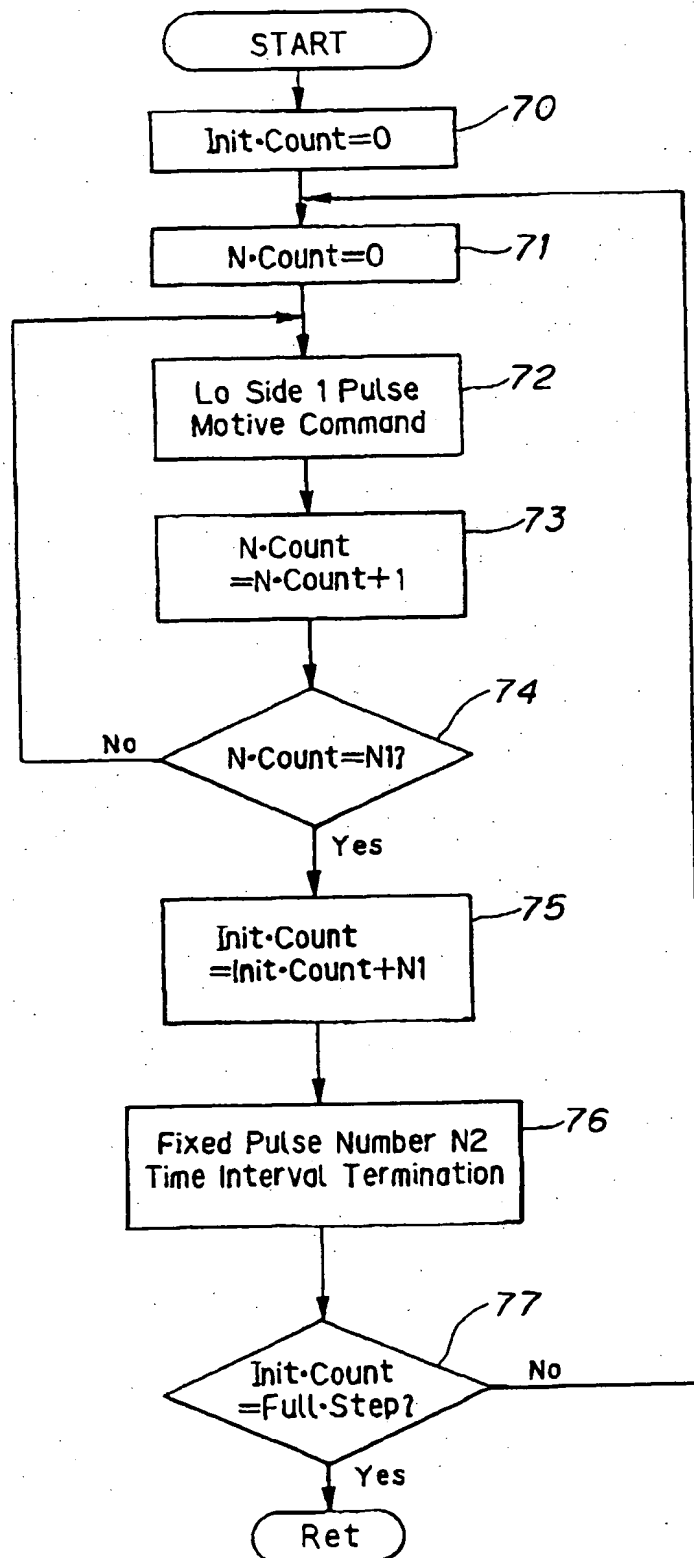 START
70
Init·Count=0
71
N·Count=0
72
Lo Side 1 Pulse
Motive Command
73
N·Count
=N·Count+1
74
N·Count=N1?
No
Yes
75
Init·Count
=Init·Count+N1
76
Fixed Pulse Number N2
Time Interval Termination
77
Init·Count
=Full·Step?
No
Yes
Ret